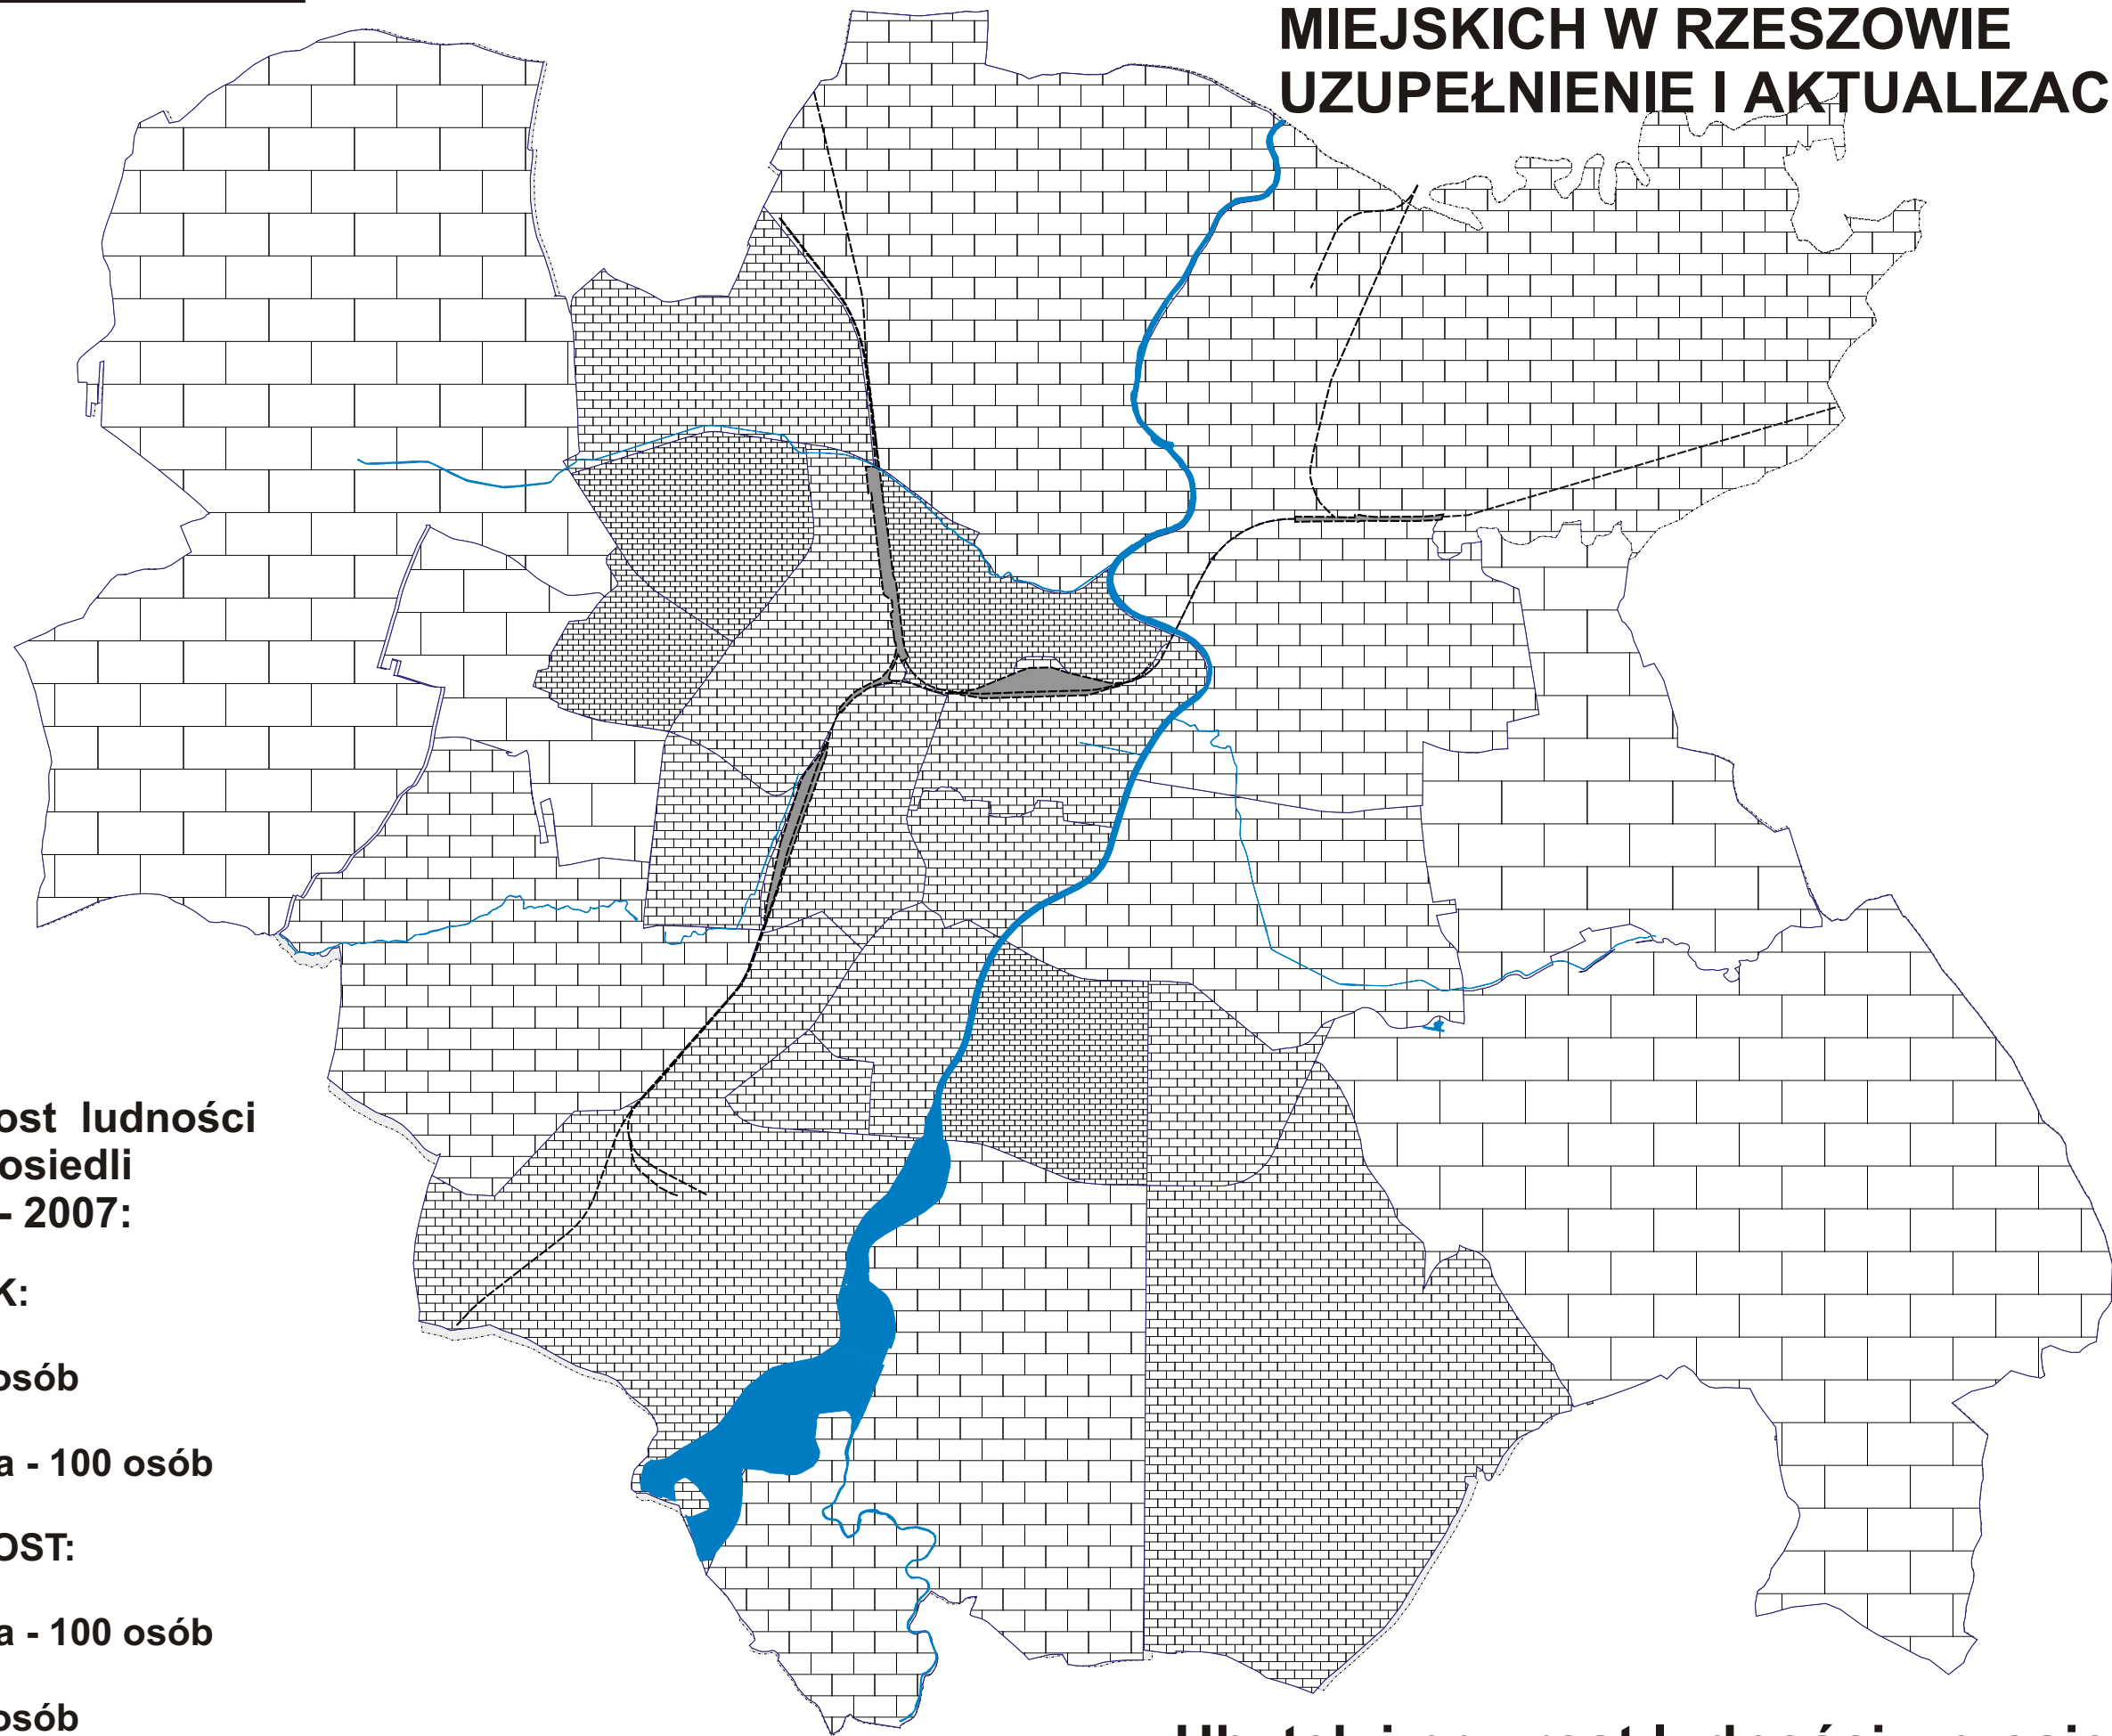 MIEJSKICH W RZESZOWIE
UZUPEŁNIENIE I AKTUALIZAC
ost ludności
osiedli
- 2007:
K:
osób
a - 100 osób
OST:
a - 100 osób
osób